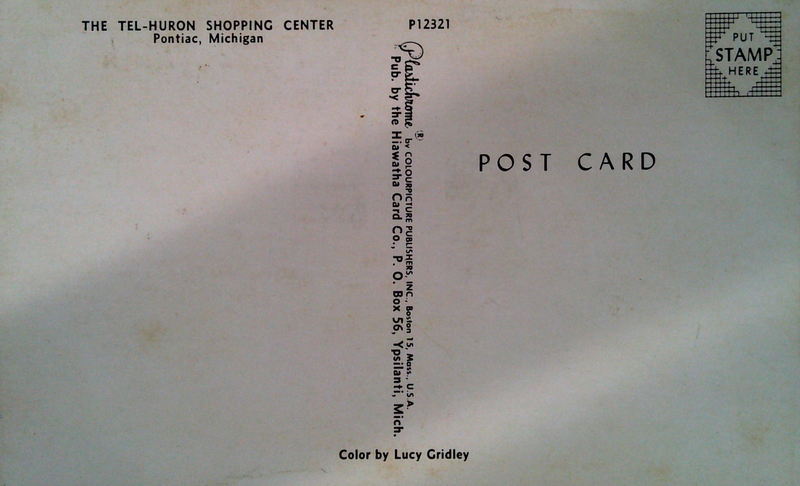 THE TEL-HURON SHOPPING CENTER
Pontiac, Michigan
P12321
PUT
STAMP
HERE
POST CARD
Plastichrome ® by COLOURPICTURE PUBLISHERS, INC., Boston 15, Mass., U.S.A.
Pub. by the Hiawatha Card Co., P. O. Box 56, Ypsilanti, Mich.
Color by Lucy Gridley